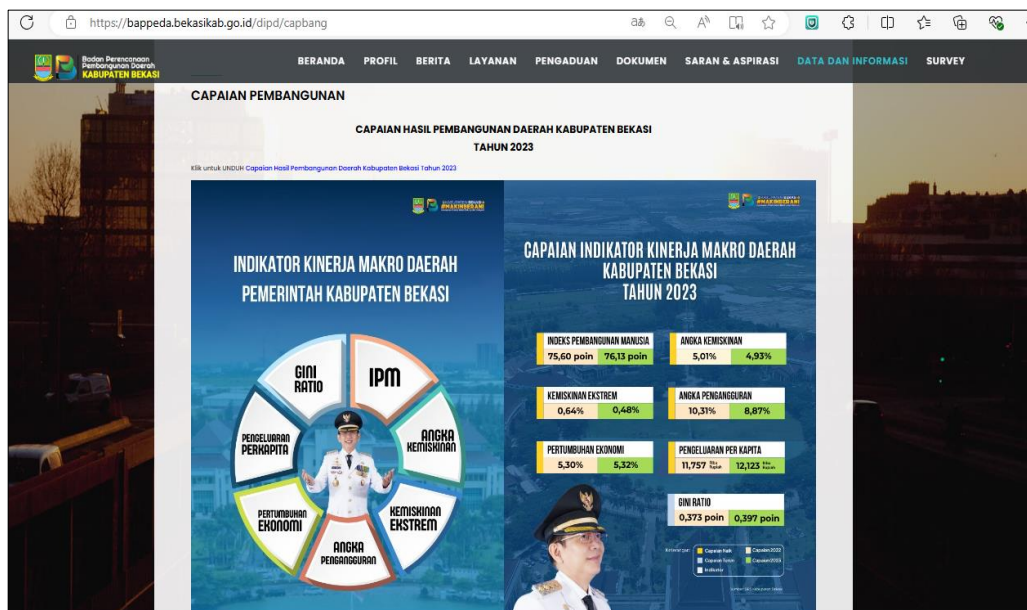 https://bappeda.bekasikab.go.id/dipd/capbang
Badan Perencanaan
Pembangunan Daerah
KABUPATEN BEKASI
BERANDA PROFIL BERITA LAYANAN PENGADUAN DOKUMEN SARAN & ASPIRASI DATA DAN INFORMASI SURVEY
CAPAIAN PEMBANGUNAN
CAPAIAN HASIL PEMBANGUNAN DAERAH KABUPATEN BEKASI
TAHUN 2023
Klik untuk UNDUH Capaian Hasil Pembangunan Daerah Kabupaten Bekasi Tahun 2023
INDIKATOR KINERJA MAKRO DAERAH
PEMERINTAH KABUPATEN BEKASI
GINI
RATIO
IPM
PENGELUARAN
PERKAPITA
ANGKA
KEMISKINAN
PERTUMBUHAN
EKONOMI
KEMISKINAN
EKSTREM
ANGKA
PENGANGGURAN
#MAKINBERANI
CAPAIAN INDIKATOR KINERJA MAKRO DAERAH
KABUPATEN BEKASI
TAHUN 2023
INDEKS PEMBANGUNAN MANUSIA
75,60 poin 76,13 poin
ANGKA KEMISKINAN
5,01% 4,93%
KEMISKINAN EKSTREM
0,64% 0,48%
ANGKA PENGANGGURAN
10,31% 8,87%
PERTUMBUHAN EKONOMI
5,30% 5,32%
PENGELUARAN PER KAPITA
11,757 12,123
GINI RATIO
0,373 poin 0,397 poin
Capaian Baik
Capaian 2022
Capaian 2023
Indikator